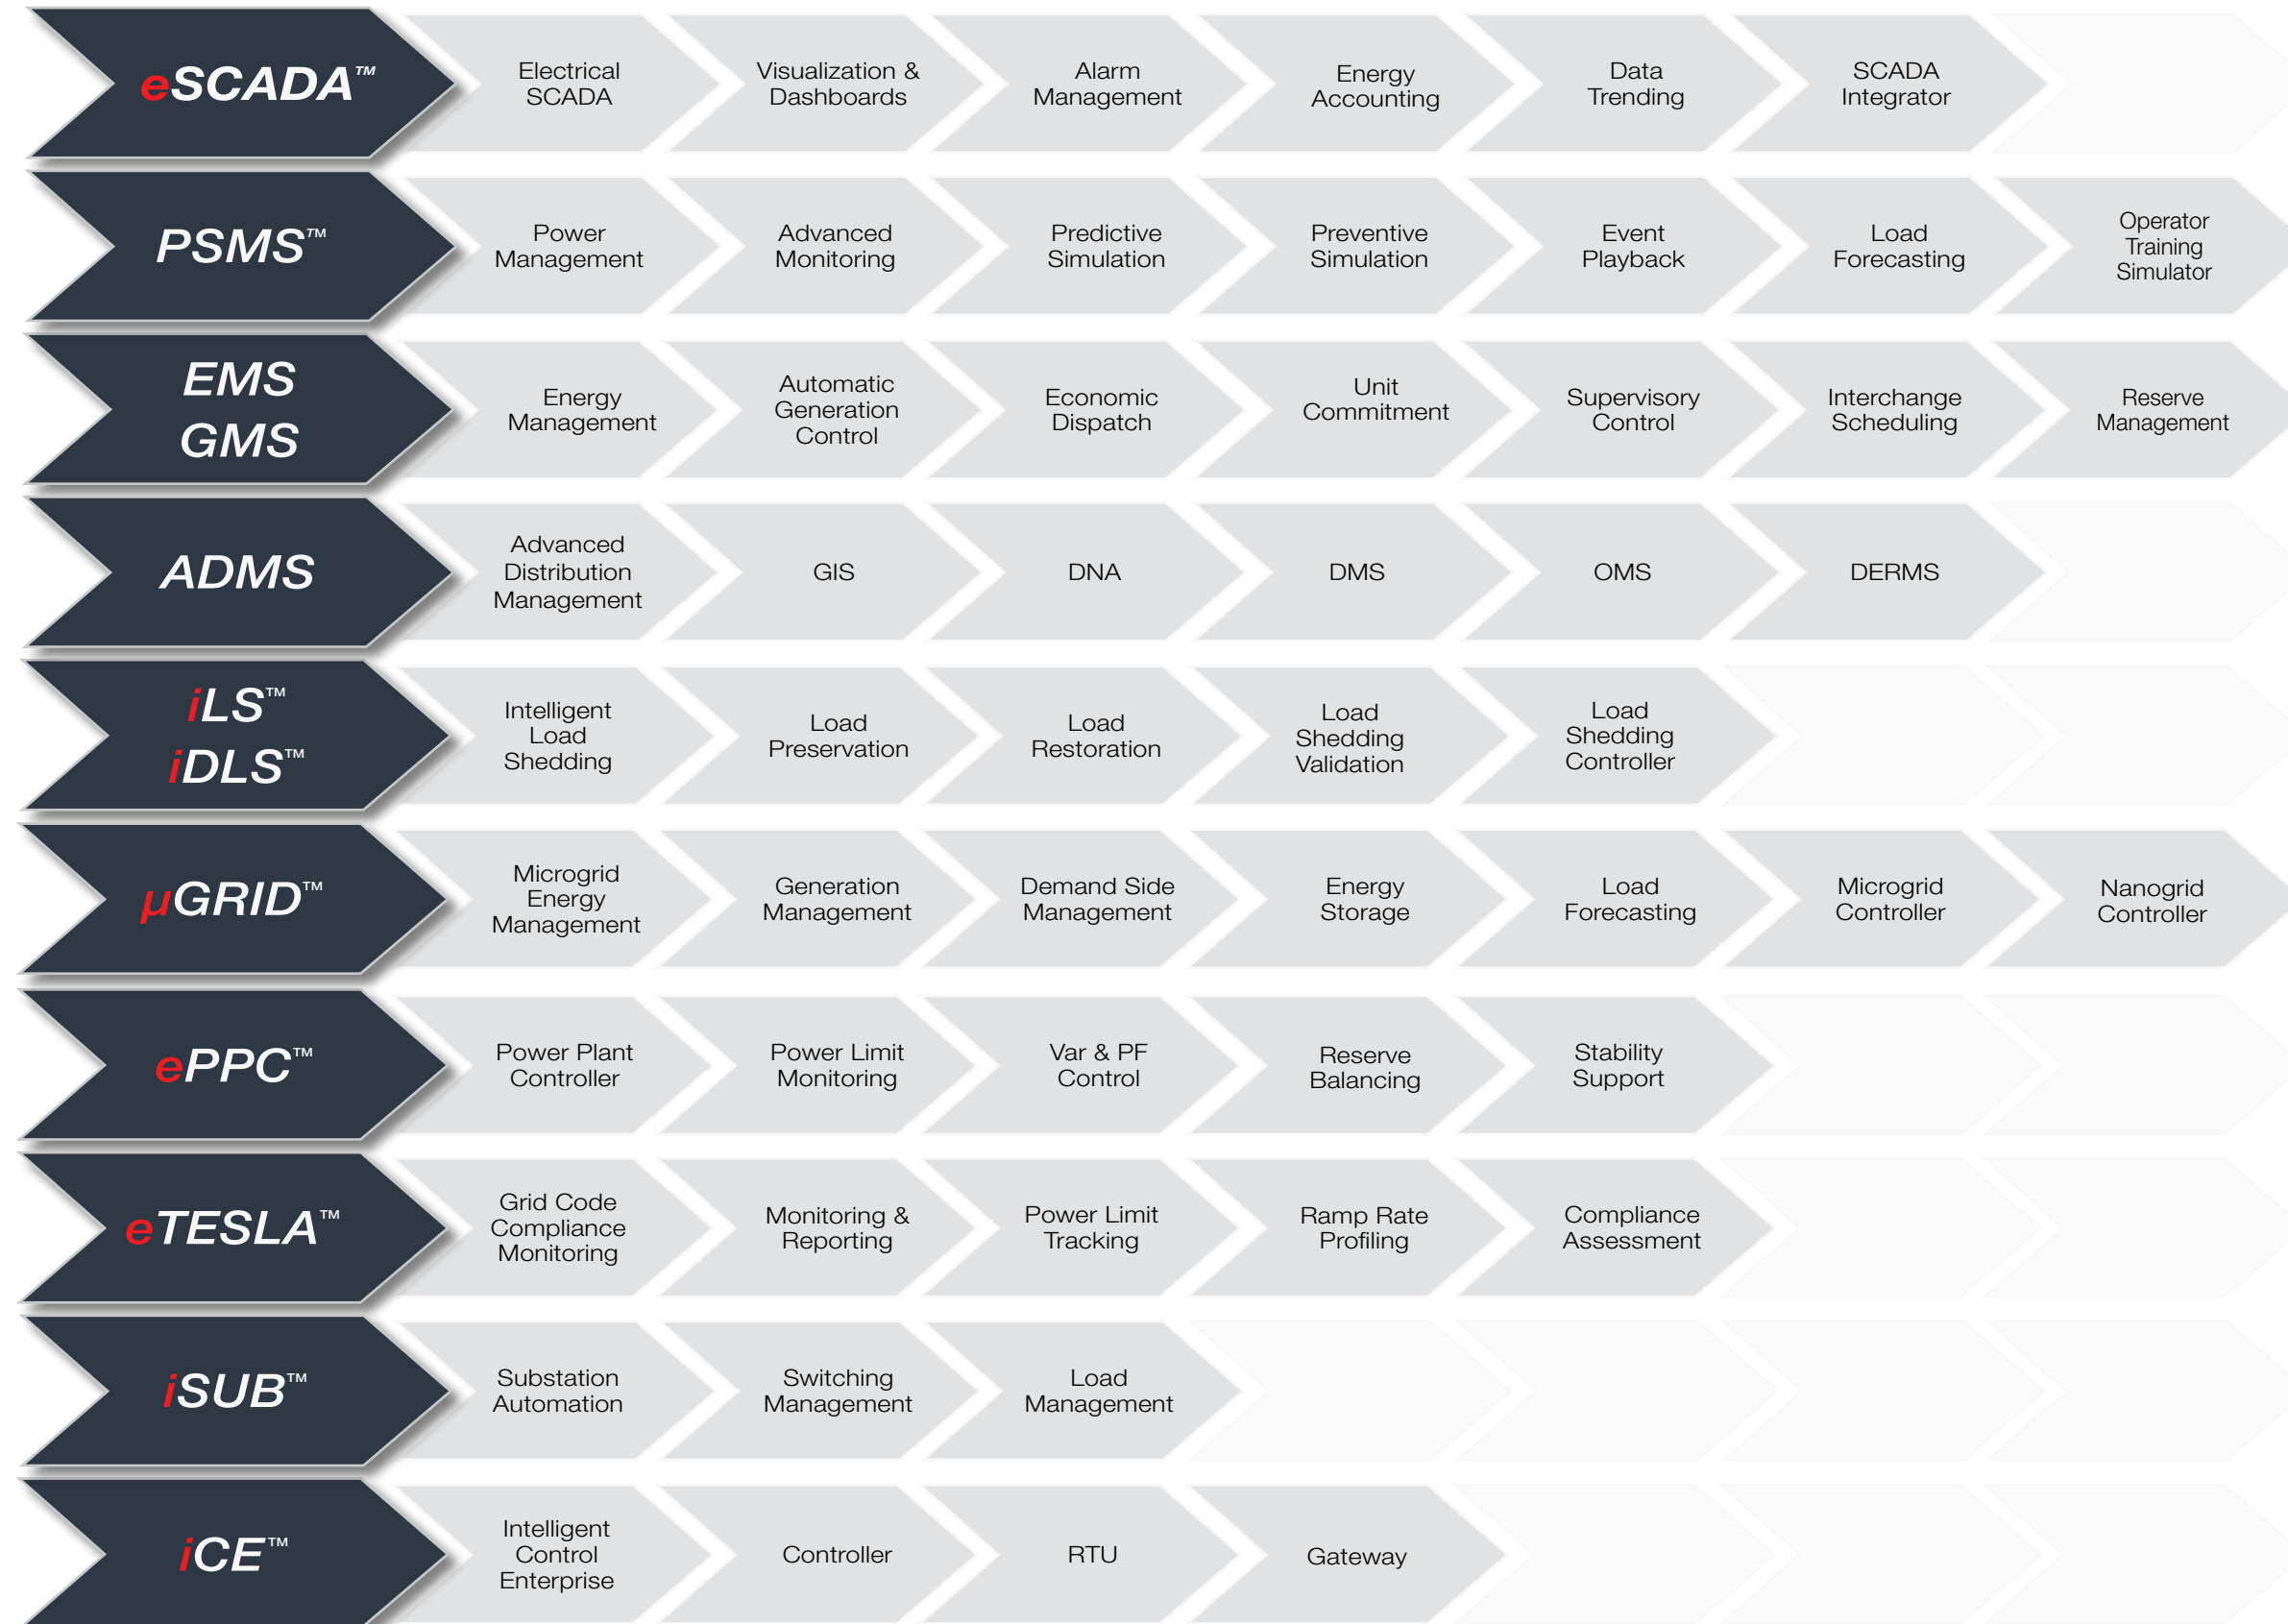 eSCADA™
Electrical
SCADA
Visualization &
Dashboards
Alarm
Management
Energy
Accounting
Data
Trending
SCADA
Integrator
PSMS™
Power
Management
Advanced
Monitoring
Predictive
Simulation
Preventive
Simulation
Event
Playback
Load
Forecasting
Operator
Training
Simulator
EMS
GMS
Energy
Management
Automatic
Generation
Control
Economic
Dispatch
Unit
Commitment
Supervisory
Control
Interchange
Scheduling
Reserve
Management
ADMS
Advanced
Distribution
Management
GIS
DNA
DMS
OMS
DERMS
iLS™
iDLS™
Intelligent
Load
Shedding
Load
Preservation
Load
Restoration
Load
Shedding
Validation
Load
Shedding
Controller
µGRID™
Microgrid
Energy
Management
Generation
Management
Demand Side
Management
Energy
Storage
Load
Forecasting
Microgrid
Controller
Nanogrid
Controller
ePPC™
Power Plant
Controller
Power Limit
Monitoring
Var & PF
Control
Reserve
Balancing
Stability
Support
eTESLA™
Grid Code
Compliance
Monitoring
Monitoring &
Reporting
Power Limit
Tracking
Ramp Rate
Profiling
Compliance
Assessment
iSUB™
Substation
Automation
Switching
Management
Load
Management
iCE™
Intelligent
Control
Enterprise
Controller
RTU
Gateway